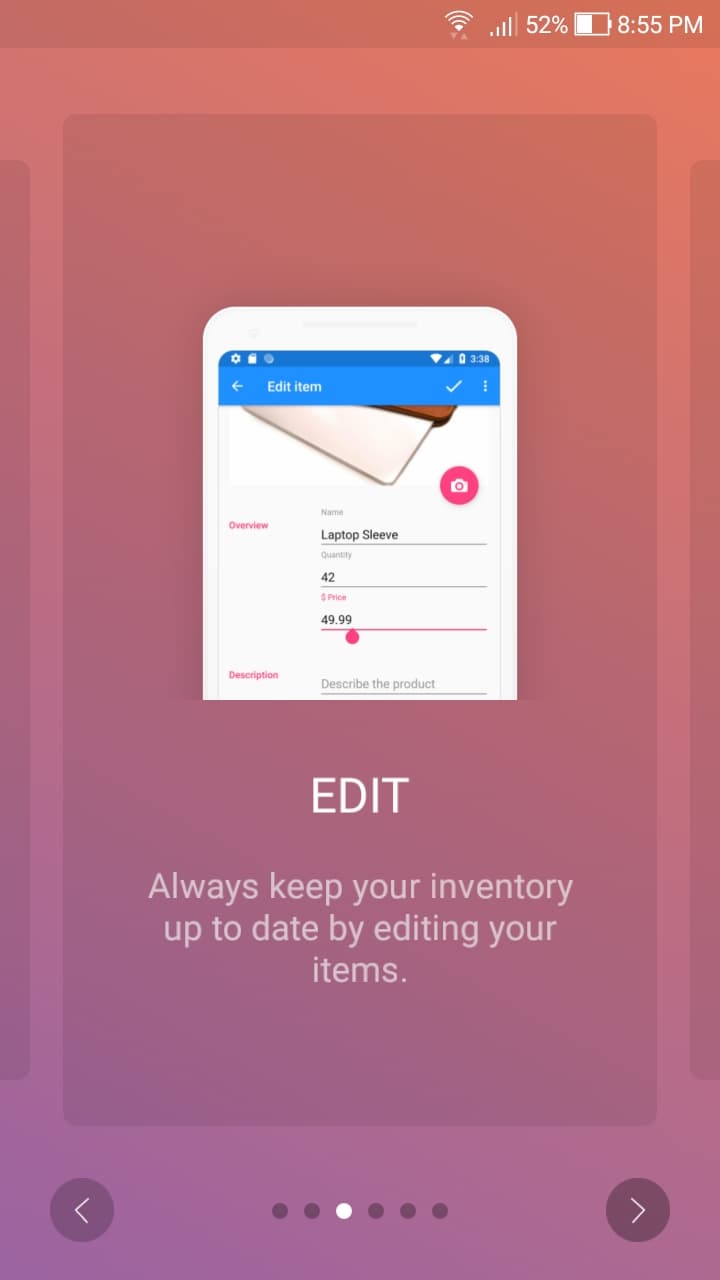 52% 8:55 PM
3:38
Edit item
Name
Overview
Laptop Sleeve
Quantity
42
$ Price
49.99
Description
Describe the product
EDIT
Always keep your inventory
up to date by editing your
items.